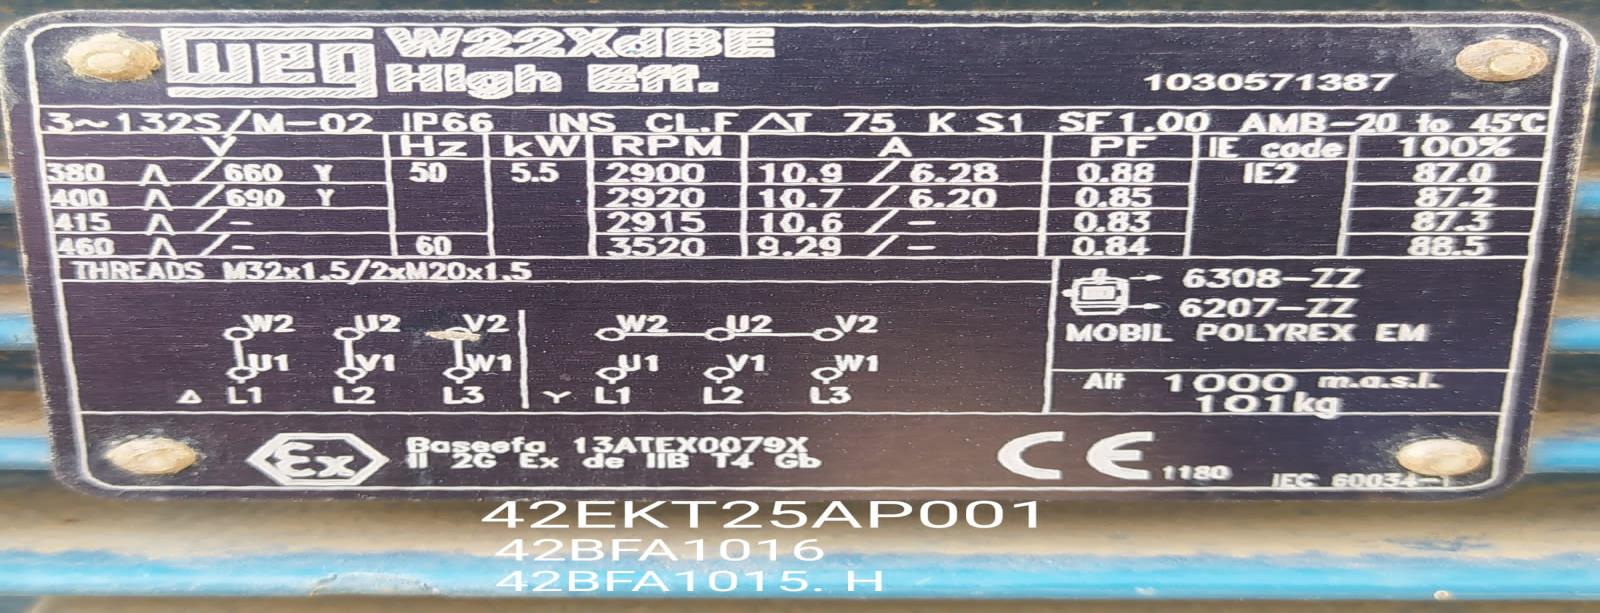 WEG W22XdBE
High Eff.
1030571387
3~132S/M-02 IP66 INS CL.F ΔT 75 K S1 SF1.00 AMB-20 to 45°C
V Hz kW RPM A PF IE code 100%
380 Δ /660 Y 50 5.5 2900 10.9 /6.28 0.88 IE2 87.0
400 Δ /690 Y 2920 10.7 /6.20 0.85 87.2
415 Δ /- 2915 10.6 /- 0.83 87.3
460 Δ /- 60 3520 9.29 /- 0.84 88.5
THREADS M32x1.5/2xM20x1.5
6308-ZZ
6207-ZZ
MOBIL POLYREX EM
W2 U2 V2 W2 U2 V2
U1 V1 W1 U1 V1 W1
Δ L1 L2 L3 Y L1 L2 L3
Alt 1000 m.a.s.l.
101kg
Ex Baseefa 13ATEX0079X
II 2G Ex de IIB T4 Gb
CE 1180 IEC 60034-1
42EKT25AP001
42BFA1016
42BFA1015. H